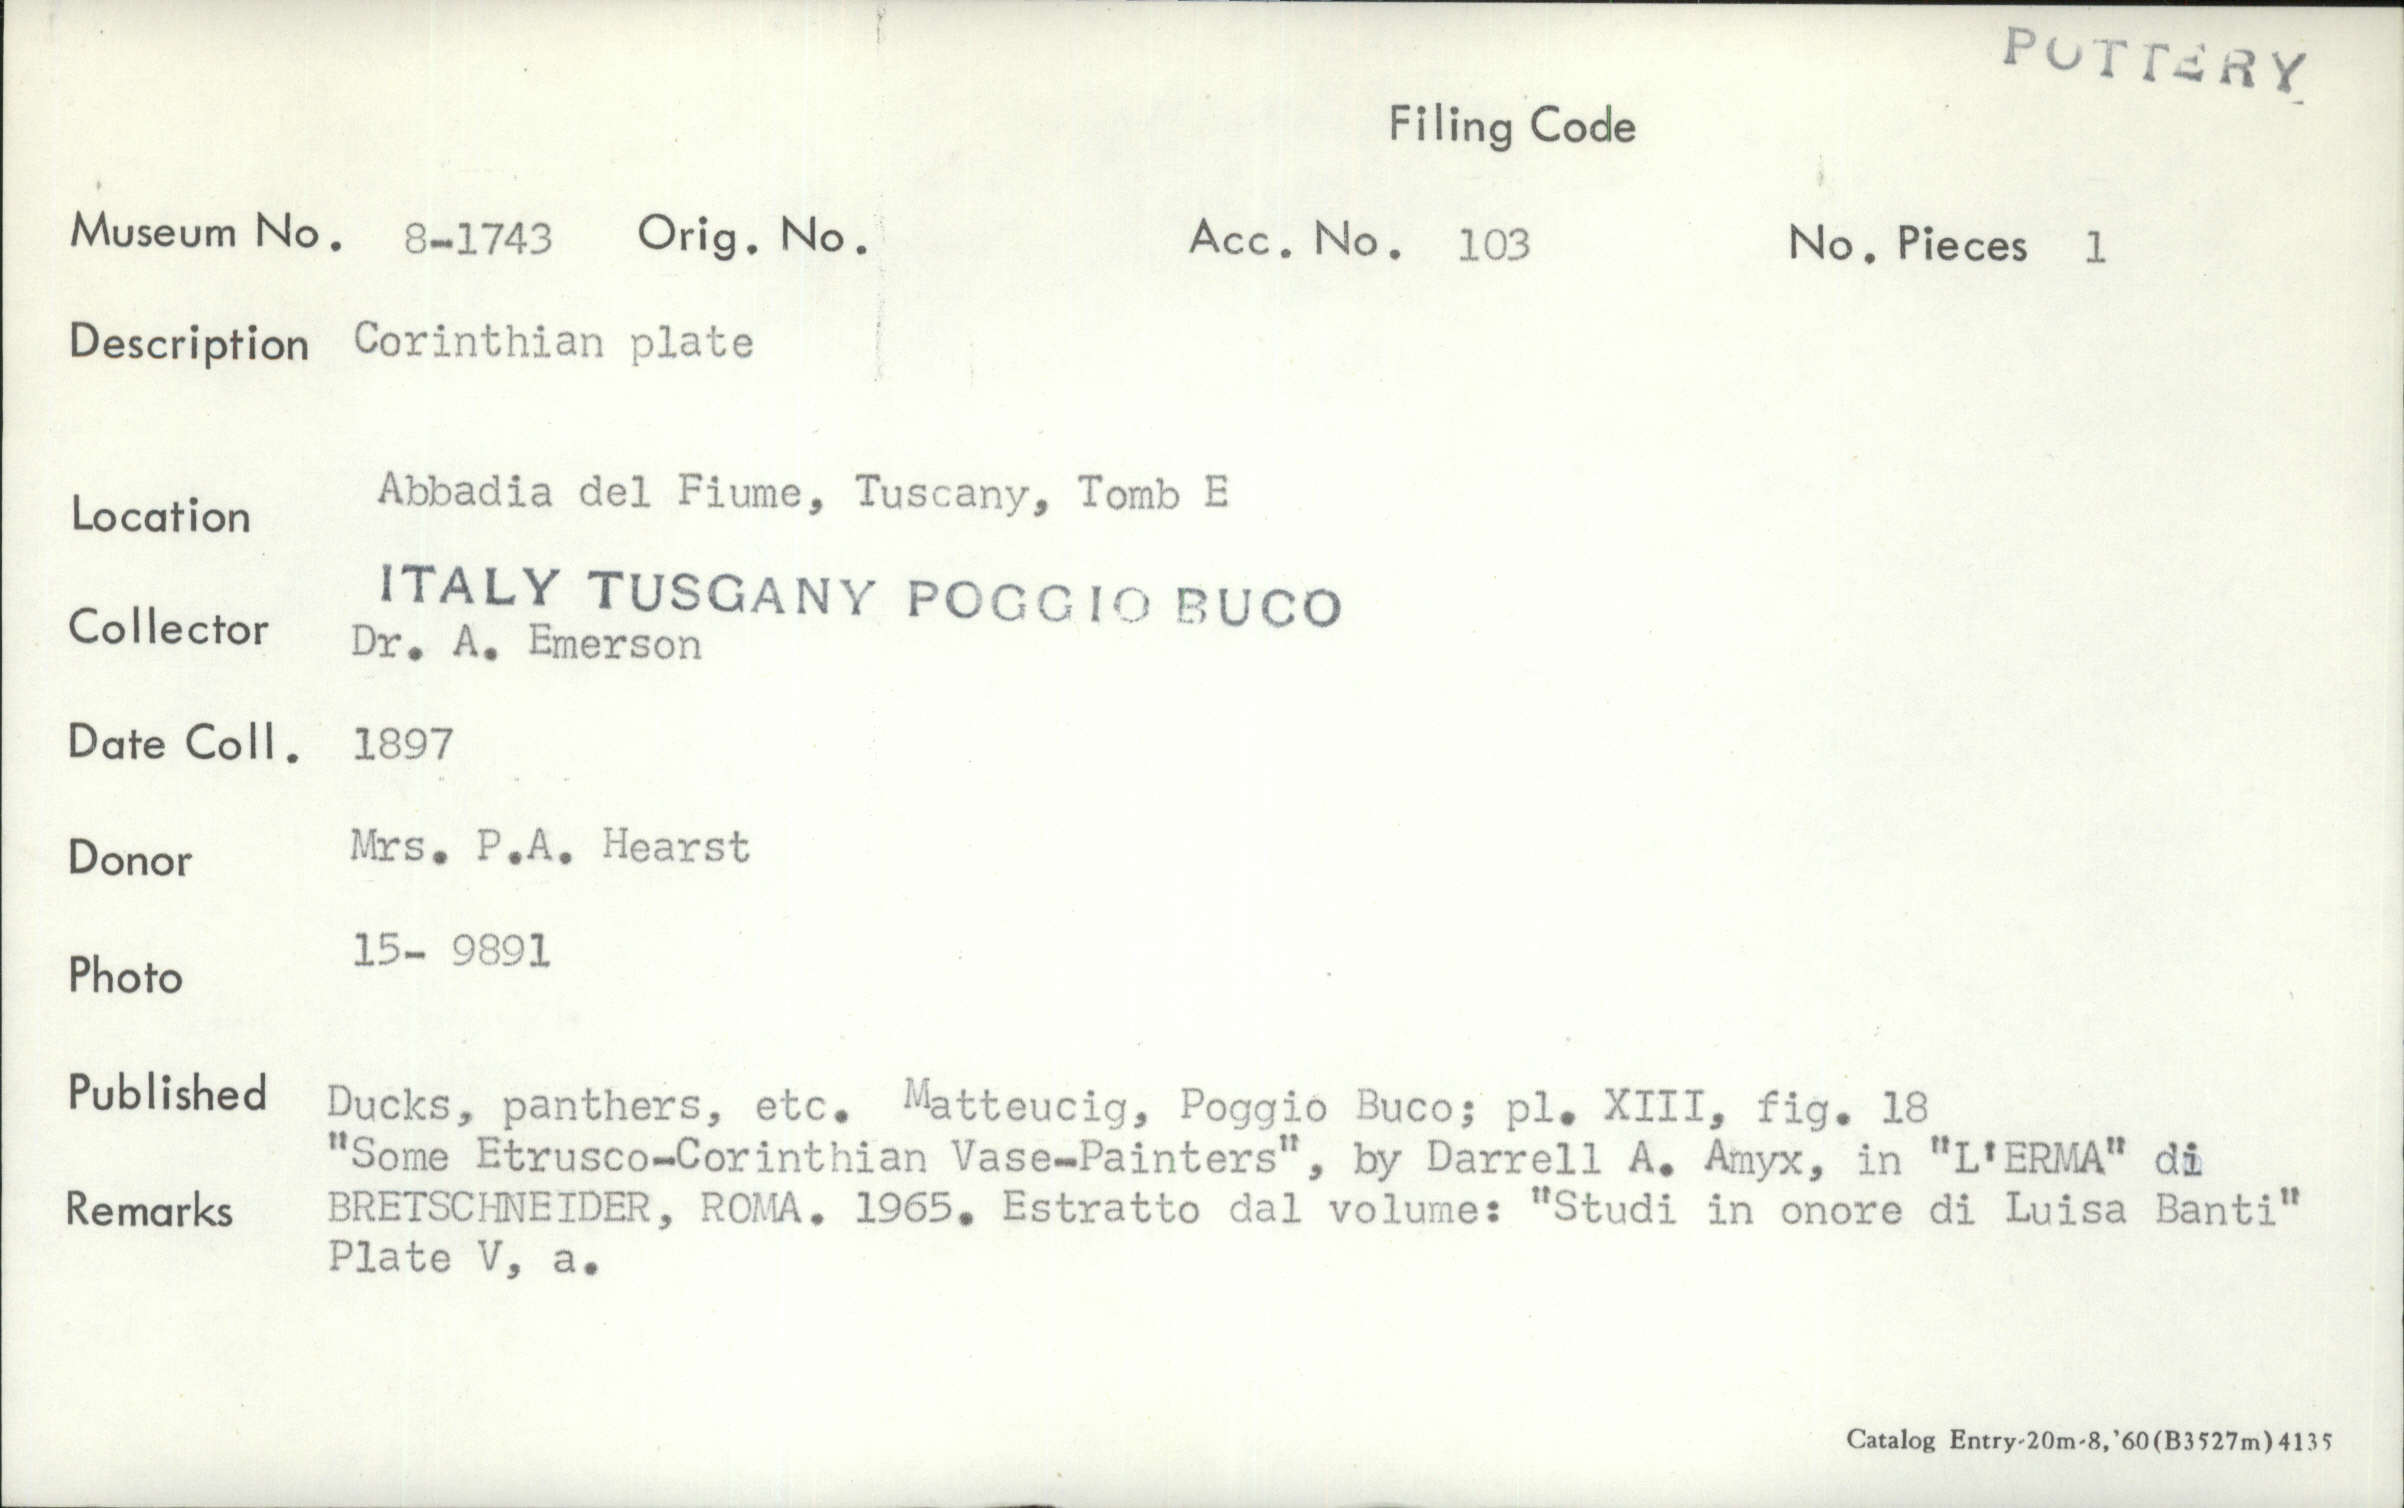 POTTERY
Filing Code
Museum No. 8-1743 Orig. No. Acc. No. 103 No. Pieces 1
Description Corinthian plate
Location Abbadia del Fiume, Tuscany, Tomb E
ITALY TUSCANY POGGIO BUCO
Collector Dr. A. Emerson
Date Coll. 1897
Donor Mrs. P.A. Hearst
Photo 15- 9891
Published Ducks, panthers, etc. Matteucig, Poggio Buco; pl. XIII, fig. 18
"Some Etrusco-Corinthian Vase-Painters", by Darrell A. Amyx, in "L'ERMA" di
Remarks BRETSCHNEIDER, ROMA. 1965. Estratto dal volume: "Studi in onore di Luisa Banti"
Plate V, a.
Catalog Entry-20m-8,'60(B3527m)4135